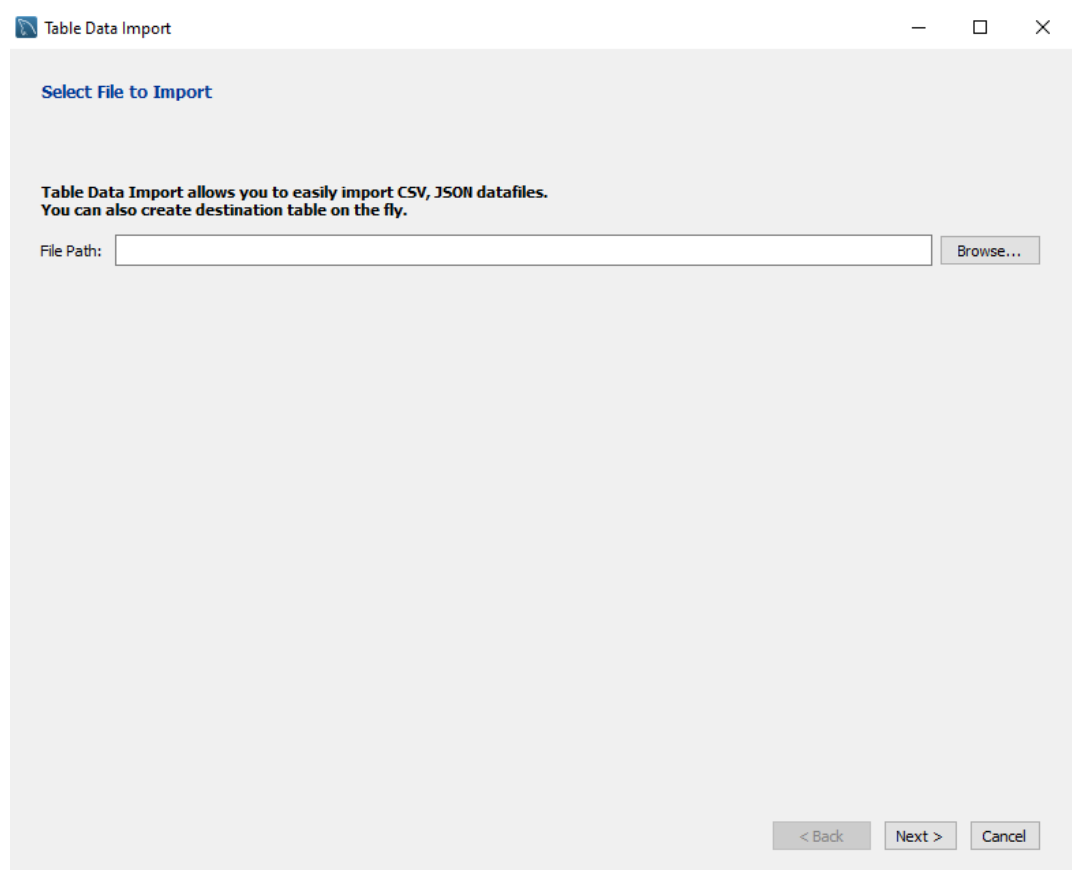 Table Data Import
Select File to Import
Table Data Import allows you to easily import CSV, JSON datafiles.
You can also create destination table on the fly.
File Path:
Browse...
< Back
Next >
Cancel